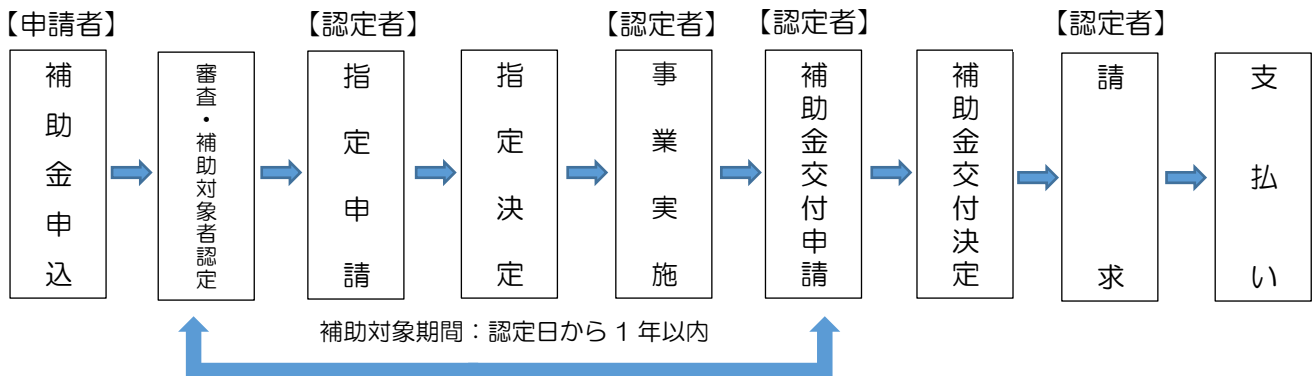 【申請者】
【認定者】
【認定者】
【認定者】
【認定者】
補助金申込
審査・補助対象者認定
指定申請
指定決定
事業実施
補助金交付申請
補助金交付決定
請求
支払い
補助対象期間：認定日から 1 年以内